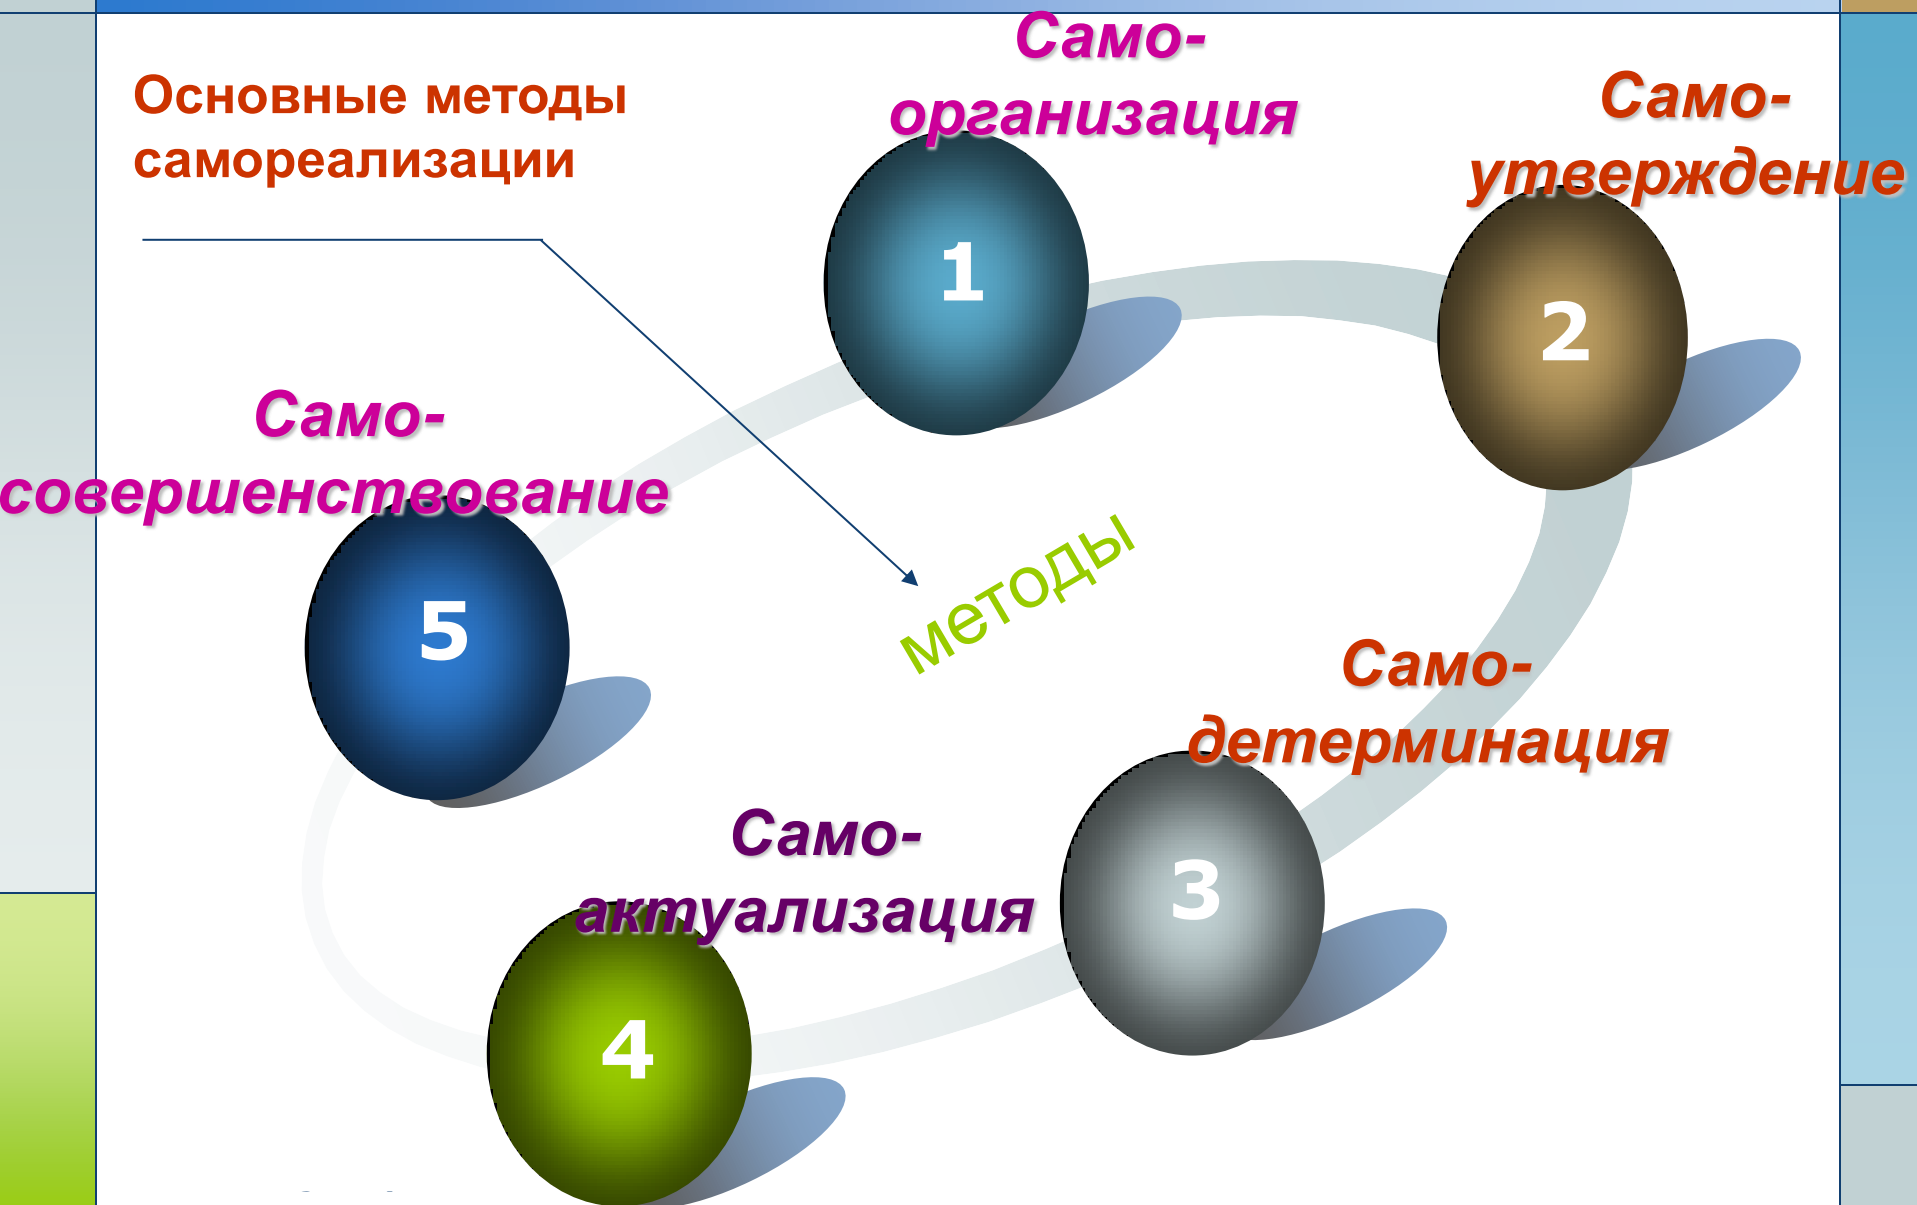 Основные методы
самореализации
Само-
организация
1
Само-
утверждение
2
Само-
совершенствование
5
методы
Само-
детерминация
3
Само-
актуализация
4